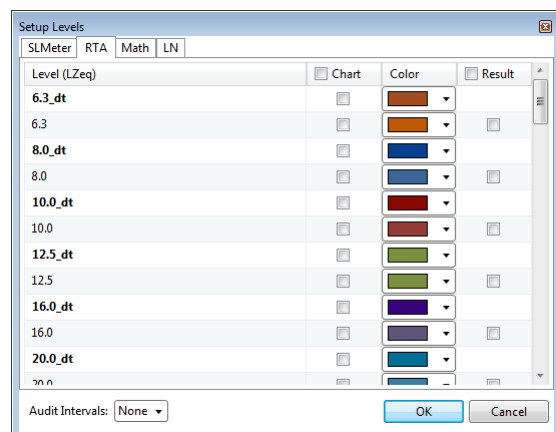 Setup Levels
SLMeter RTA Math LN
Level (LZeq) Chart Color Result
6.3_dt
6.3
8.0_dt
8.0
10.0_dt
10.0
12.5_dt
12.5
16.0_dt
16.0
20.0_dt
20.0
Audit Intervals: None OK Cancel